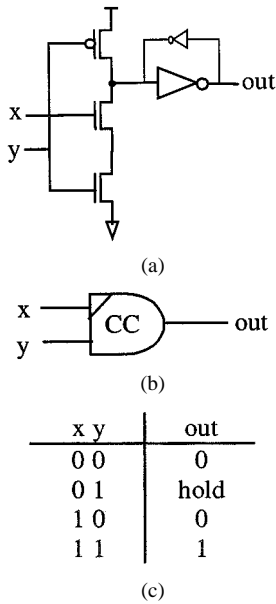 x
y
out
(a)
x
y
CC
out
(b)
x y out
0 0 0
0 1 hold
1 0 0
1 1 1
(c)